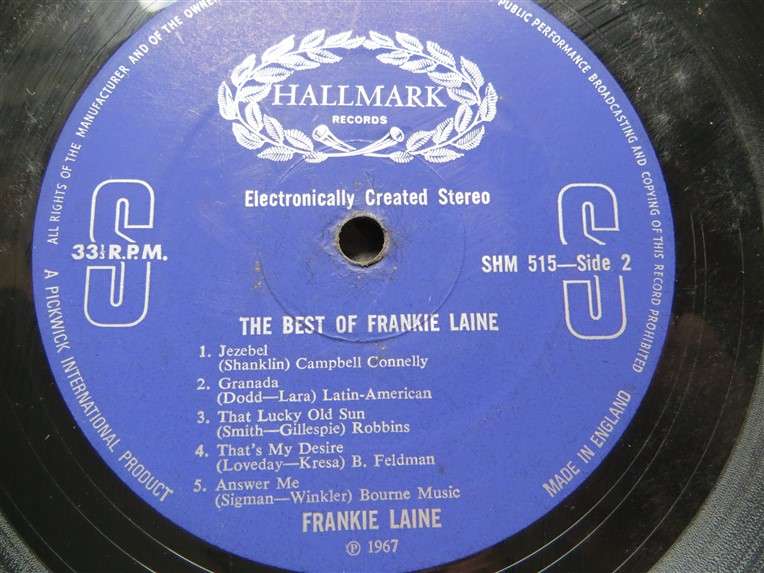 ALL RIGHTS OF THE MANUFACTURER AND OF THE OWNE
PUBLIC PERFORMANCE BROADCASTING AND COPYING OF THIS RECORD PROHIBITED
HALLMARK
RECORDS
Electronically Created Stereo
S
S
33⅓ R.P.M.
SHM 515—Side 2
THE BEST OF FRANKIE LAINE
1. Jezebel
(Shanklin) Campbell Connelly
2. Granada
(Dodd—Lara) Latin-American
3. That Lucky Old Sun
(Smith—Gillespie) Robbins
4. That's My Desire
(Loveday—Kresa) B. Feldman
5. Answer Me
(Sigman—Winkler) Bourne Music
FRANKIE LAINE
℗ 1967
A PICKWICK INTERNATIONAL PRODUCT
MADE IN ENGLAND